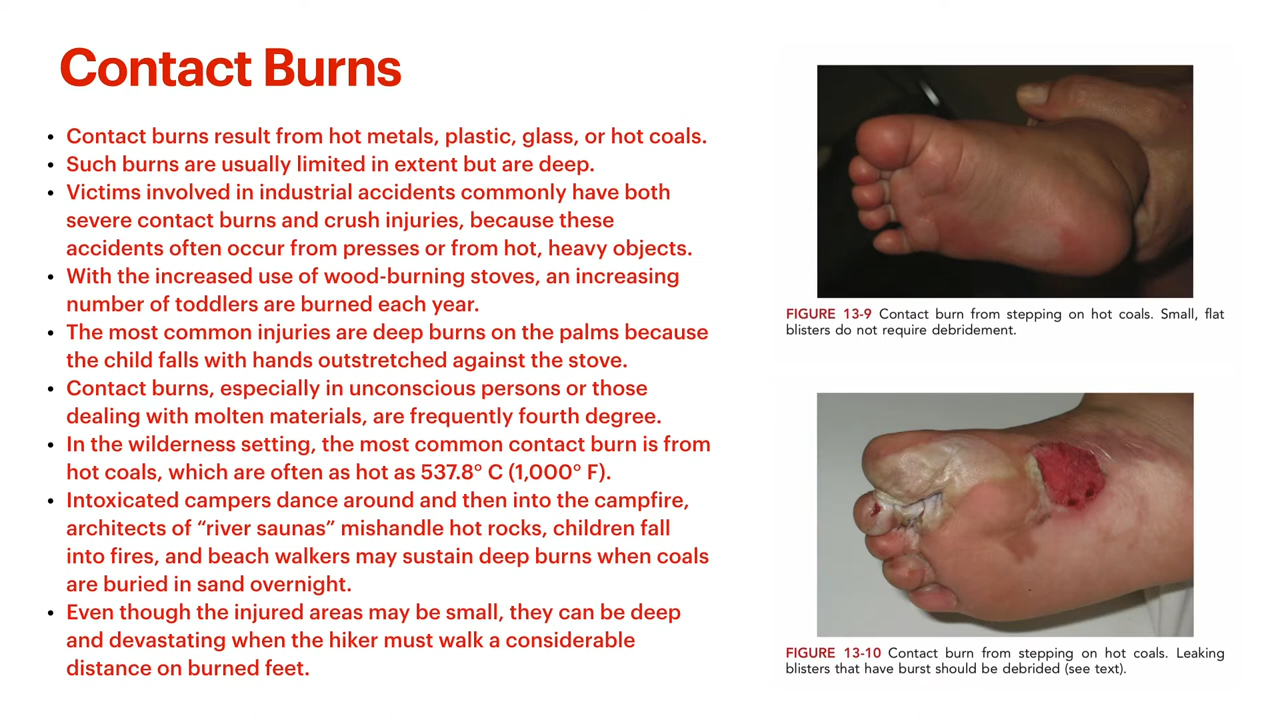 Contact Burns
• Contact burns result from hot metals, plastic, glass, or hot coals.
• Such burns are usually limited in extent but are deep.
• Victims involved in industrial accidents commonly have both
severe contact burns and crush injuries, because these
accidents often occur from presses or from hot, heavy objects.
• With the increased use of wood-burning stoves, an increasing
number of toddlers are burned each year.
• The most common injuries are deep burns on the palms because
the child falls with hands outstretched against the stove.
• Contact burns, especially in unconscious persons or those
dealing with molten materials, are frequently fourth degree.
• In the wilderness setting, the most common contact burn is from
hot coals, which are often as hot as 537.8° C (1,000° F).
• Intoxicated campers dance around and then into the campfire,
architects of “river saunas” mishandle hot rocks, children fall
into fires, and beach walkers may sustain deep burns when coals
are buried in sand overnight.
• Even though the injured areas may be small, they can be deep
and devastating when the hiker must walk a considerable
distance on burned feet.
FIGURE 13-9 Contact burn from stepping on hot coals. Small, flat
blisters do not require debridement.
FIGURE 13-10 Contact burn from stepping on hot coals. Leaking
blisters that have burst should be debrided (see text).